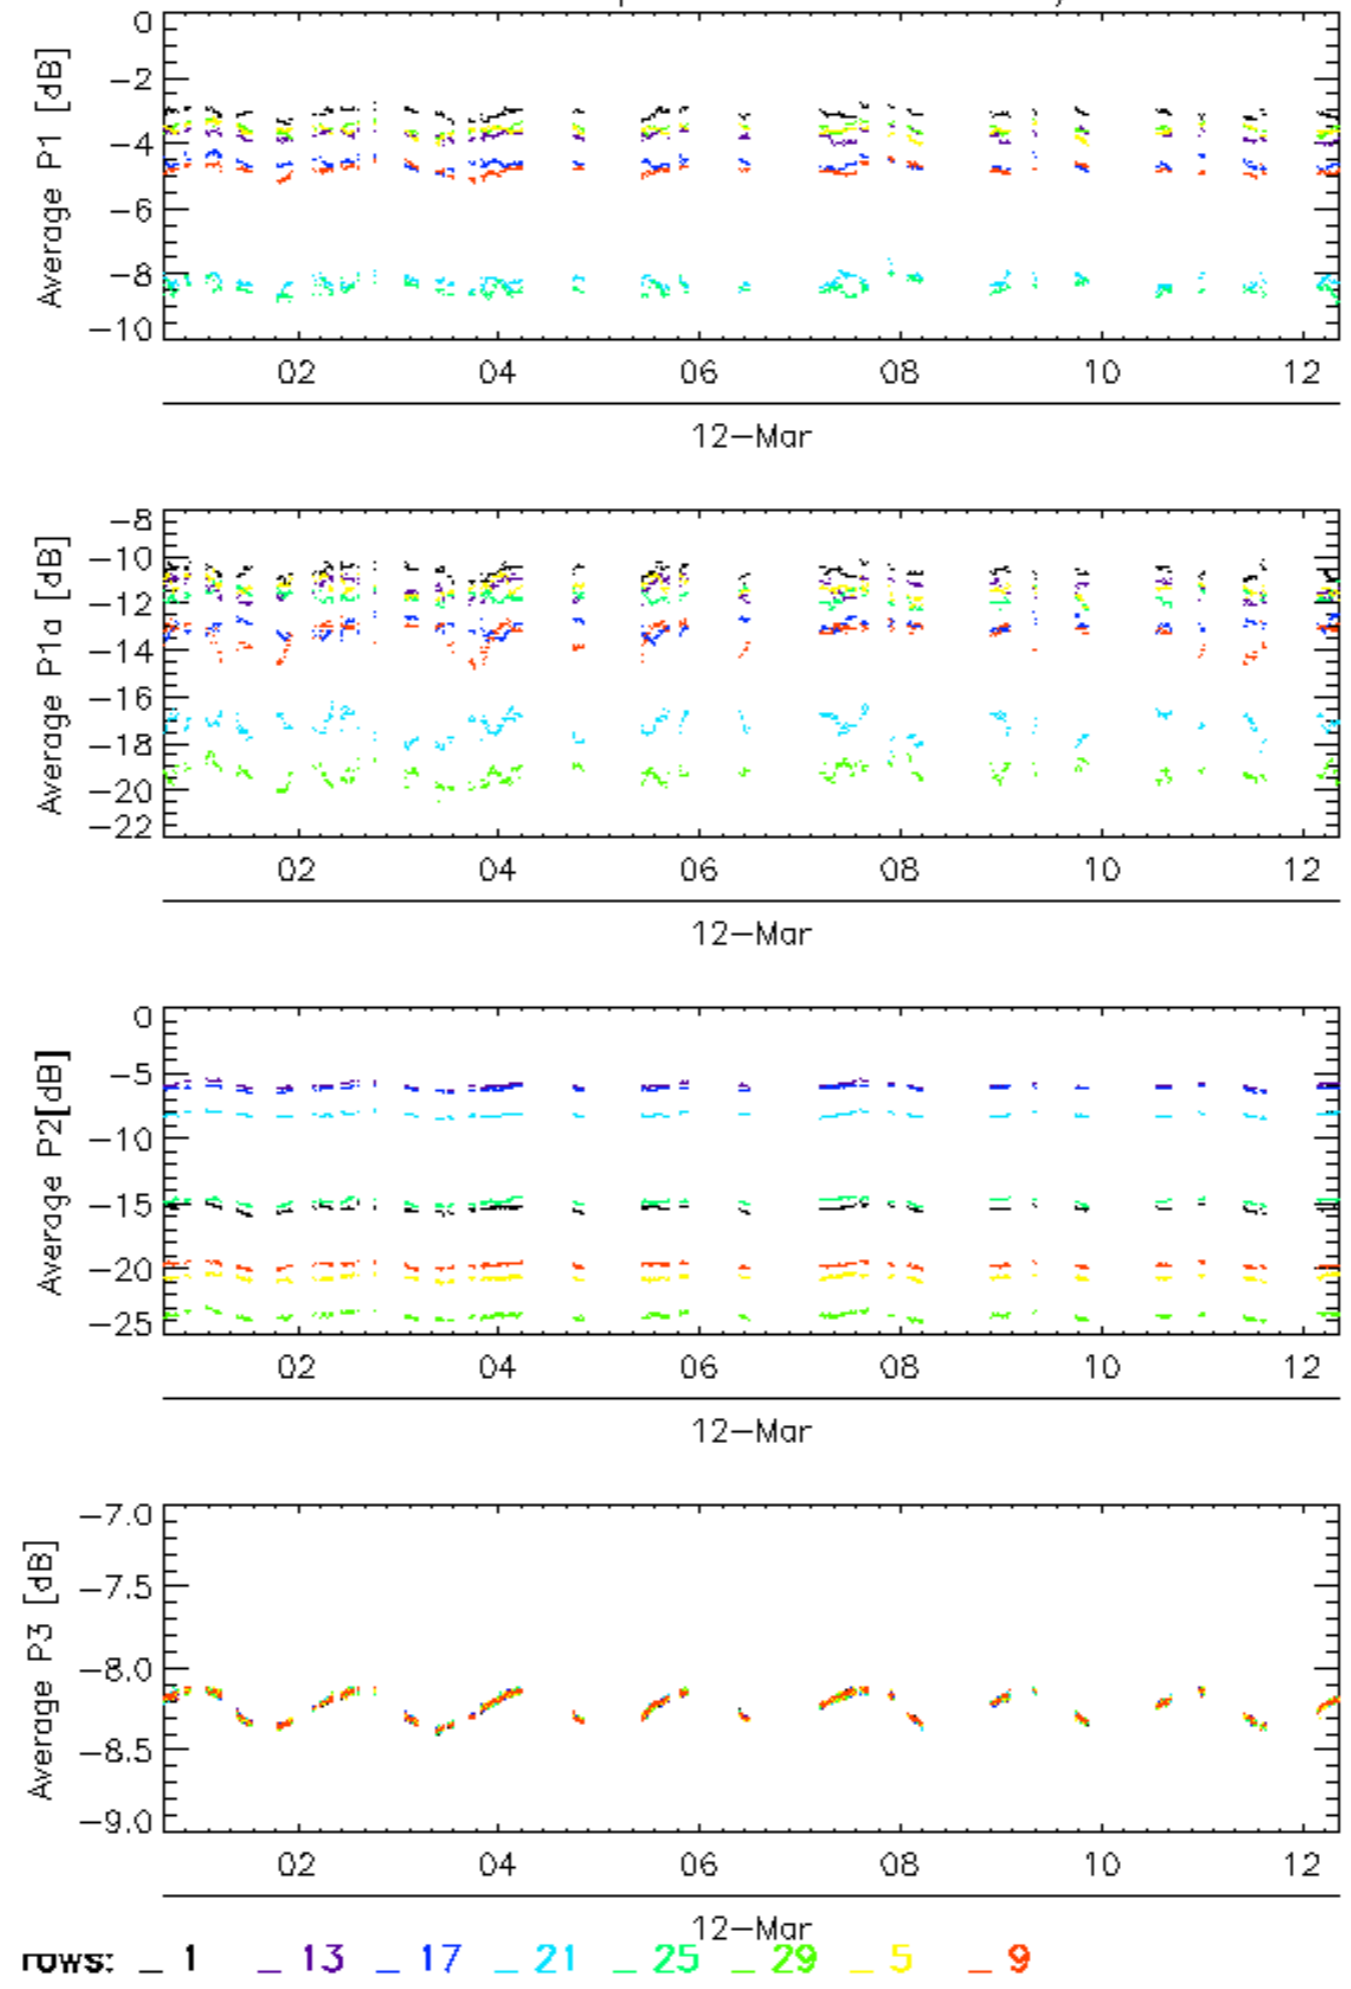 0
−2
−4
−6
−8
−10
Average P1 [dB]
02 04 06 08 10 12
12−Mar
−8
−10
−12
−14
−16
−18
−20
−22
Average P1a [dB]
02 04 06 08 10 12
12−Mar
0
−5
−10
−15
−20
−25
Average P2[dB]
02 04 06 08 10 12
12−Mar
−7.0
−7.5
−8.0
−8.5
−9.0
Average P3 [dB]
02 04 06 08 10 12
12−Mar
rows: _ 1 _ 13 _ 17 _ 21 _ 25 _ 29 _ 5 _ 9